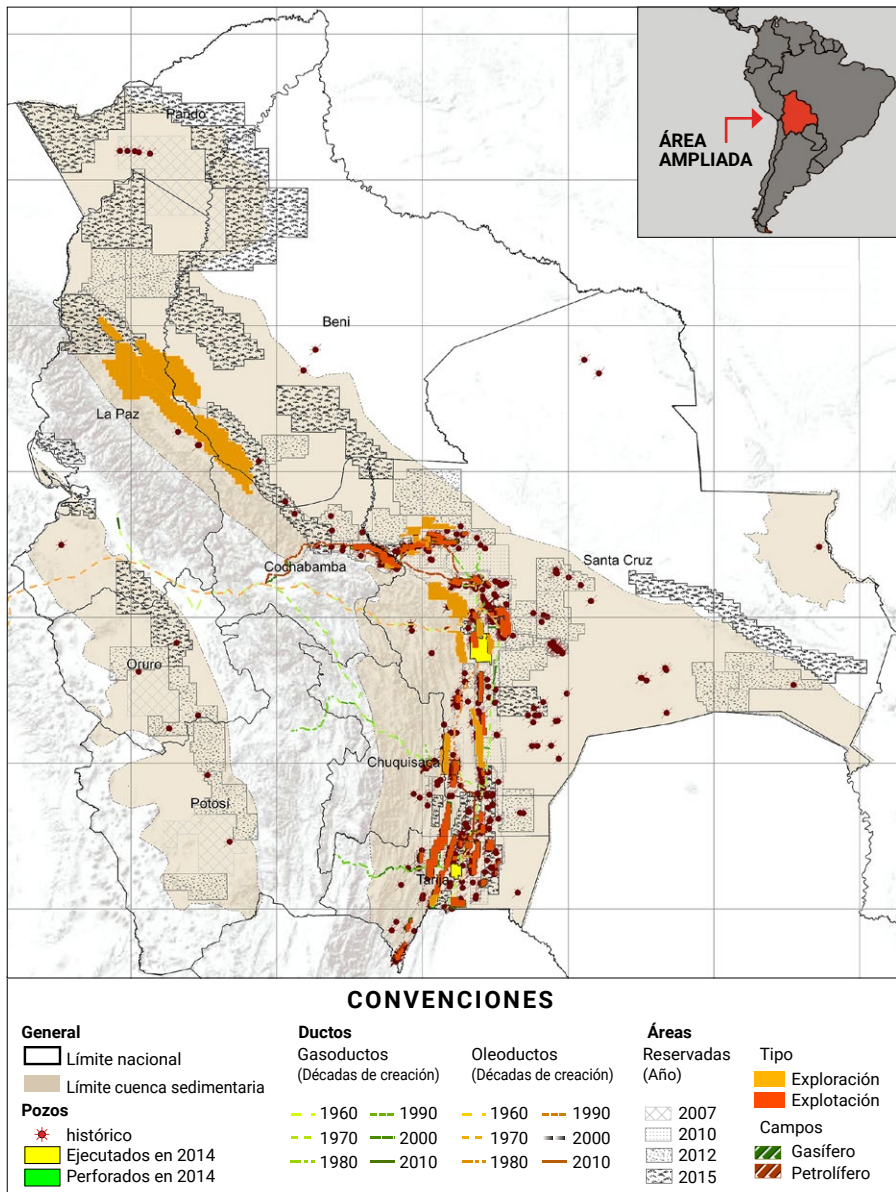 ÁREA
AMPLIADA
Pando
Beni
La Paz
Cochabamba
Santa Cruz
Oruro
Chuquisaca
Potosí
Tarija
CONVENCIONES
General
Límite nacional
Límite cuenca sedimentaria
Pozos
histórico
Ejecutados en 2014
Perforados en 2014
Ductos
Gasoductos
(Décadas de creación)
1960
1970
1980
1990
2000
2010
Oleoductos
(Décadas de creación)
1960
1970
1980
1990
2000
2010
Áreas
Reservadas
(Año)
2007
2010
2012
2015
Tipo
Exploración
Explotación
Campos
Gasífero
Petrolífero